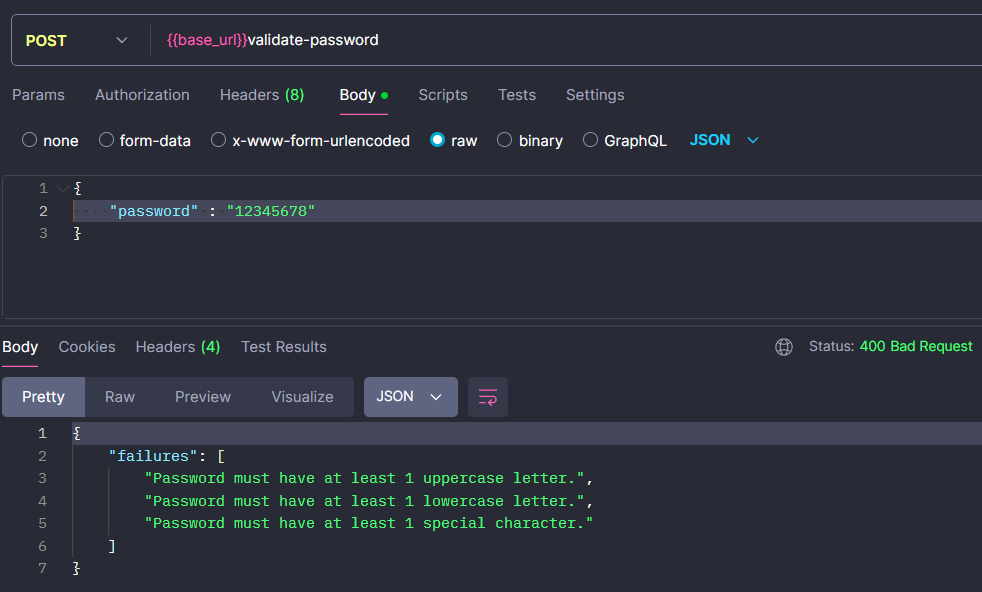 POST {{base_url}}validate-password
Params Authorization Headers (8) Body Scripts Tests Settings
none form-data x-www-form-urlencoded raw binary GraphQL JSON
1 {
2 "password" : "12345678"
3 }
Body Cookies Headers (4) Test Results Status: 400 Bad Request
Pretty Raw Preview Visualize JSON
1 {
2 "failures": [
3 "Password must have at least 1 uppercase letter.",
4 "Password must have at least 1 lowercase letter.",
5 "Password must have at least 1 special character."
6 ]
7 }